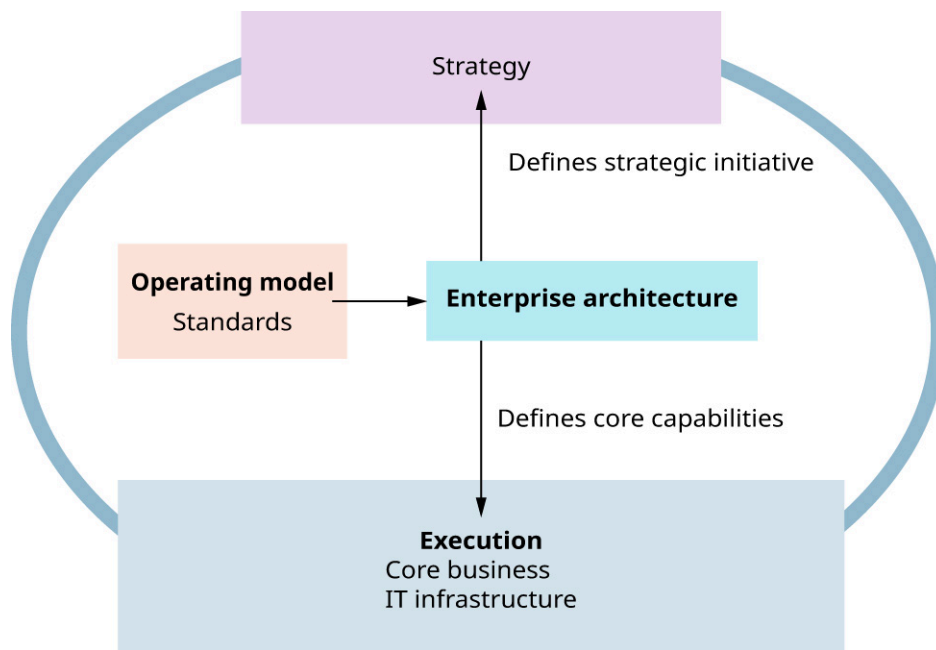 Strategy
Defines strategic initiative
Operating model
Standards
Enterprise architecture
Defines core capabilities
Execution
Core business
IT infrastructure